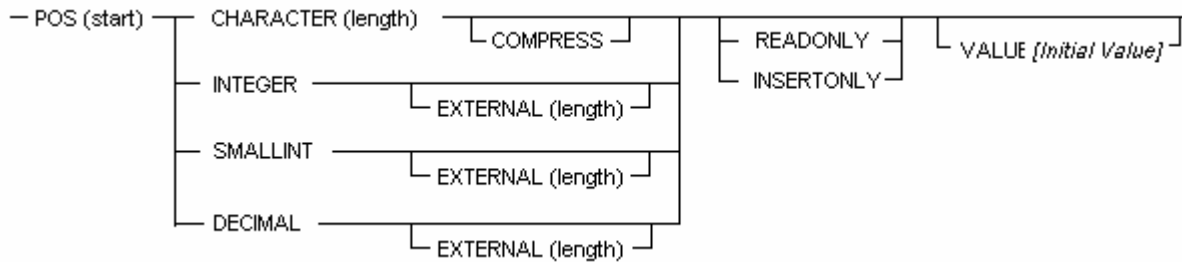 POS (start) CHARACTER (length)
COMPRESS
READONLY
INSERTONLY
VALUE [Initial Value]
INTEGER
EXTERNAL (length)
SMALLINT
EXTERNAL (length)
DECIMAL
EXTERNAL (length)